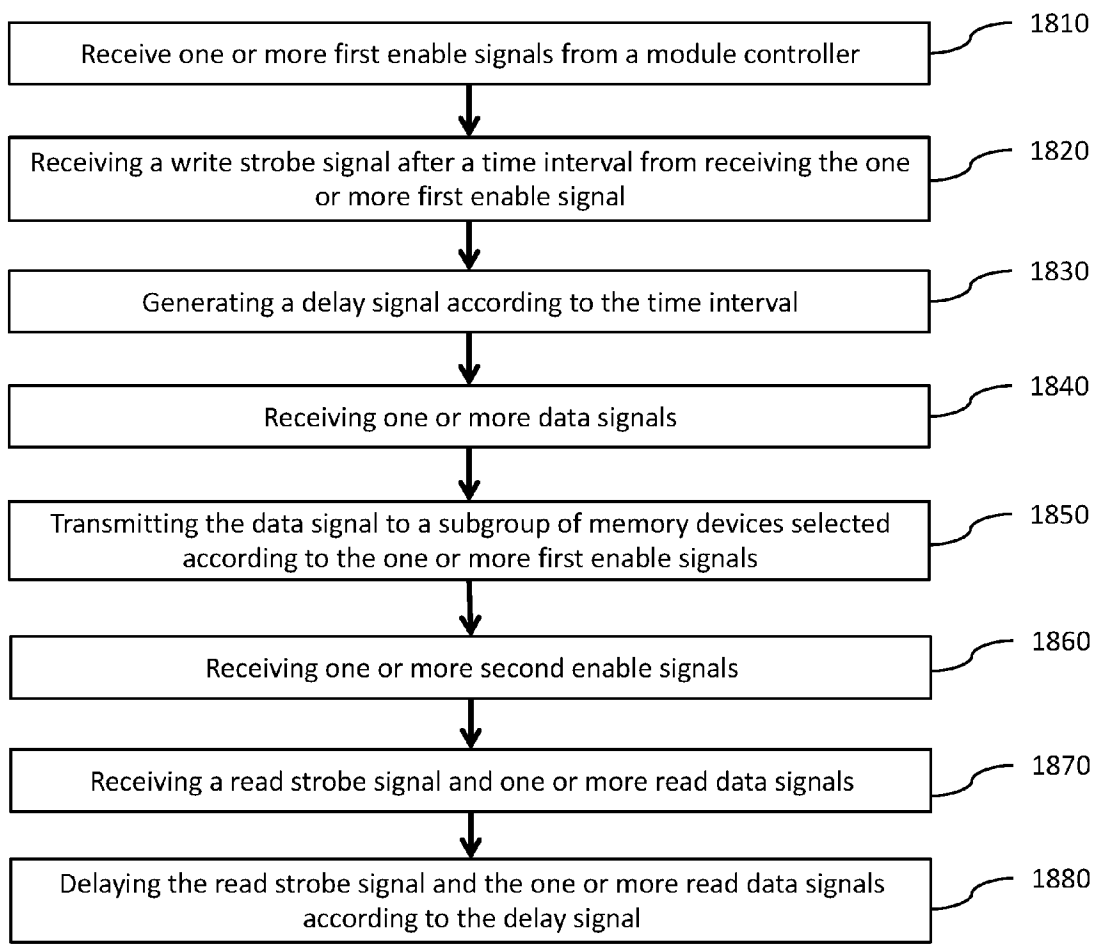 1810
Receive one or more first enable signals from a module controller
1820
Receiving a write strobe signal after a time interval from receiving the one
or more first enable signal
1830
Generating a delay signal according to the time interval
1840
Receiving one or more data signals
1850
Transmitting the data signal to a subgroup of memory devices selected
according to the one or more first enable signals
1860
Receiving one or more second enable signals
1870
Receiving a read strobe signal and one or more read data signals
1880
Delaying the read strobe signal and the one or more read data signals
according to the delay signal